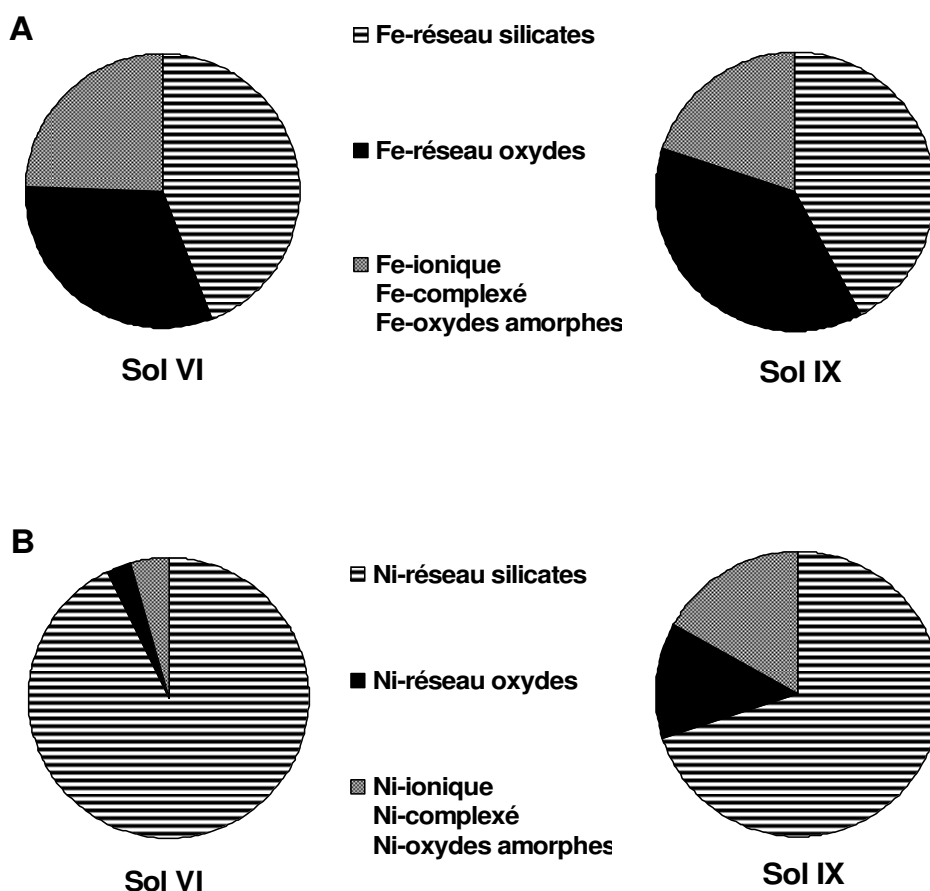 A
Fe-réseau silicates
Fe-réseau oxydes
Fe-ionique
Fe-complexé
Fe-oxydes amorphes
Sol VI
Sol IX
B
Ni-réseau silicates
Ni-réseau oxydes
Ni-ionique
Ni-complexé
Ni-oxydes amorphes
Sol VI
Sol IX